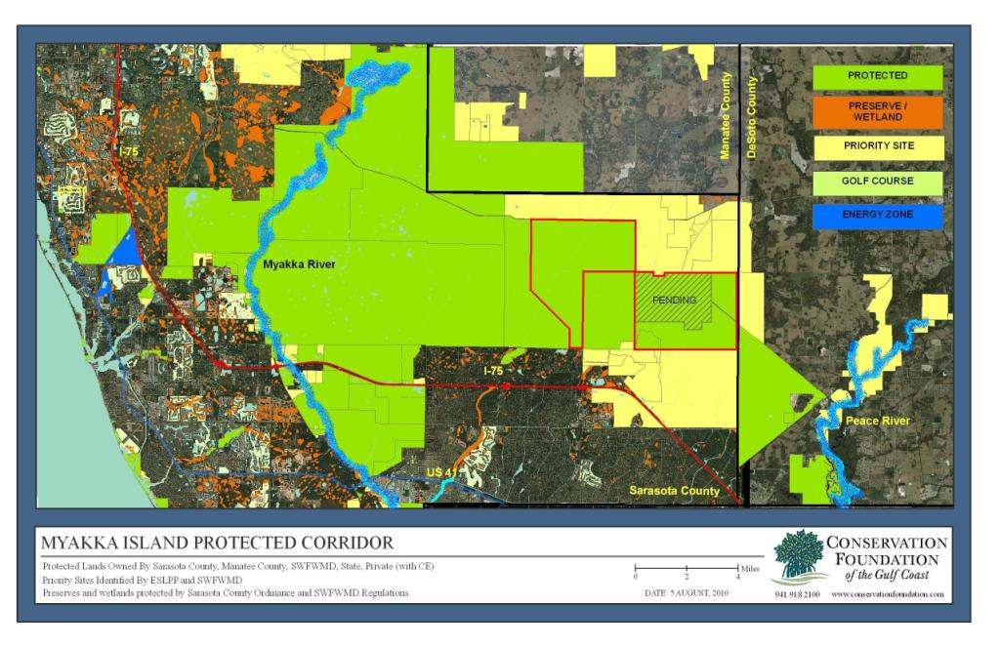 I-75
Manatee County
DeSoto County
PROTECTED
PRESERVE /
WETLAND
PRIORITY SITE
GOLF COURSE
ENERGY ZONE
Myakka River
PENDING
I-75
Peace River
US 41
Sarasota County
MYAKKA ISLAND PROTECTED CORRIDOR
Protected Lands Owned By Sarasota County, Manatee County, SWFWMD, State, Private (with CE)
Priority Sites Identified By ESLPP and SWFWMD
Preserves and wetlands protected by Sarasota County Ordinance and SWFWMD Regulations.
Miles
0 2 4
DATE: 5 AUGUST, 2010
CONSERVATION
FOUNDATION
of the Gulf Coast
941.918.2100 www.conservationfoundation.com